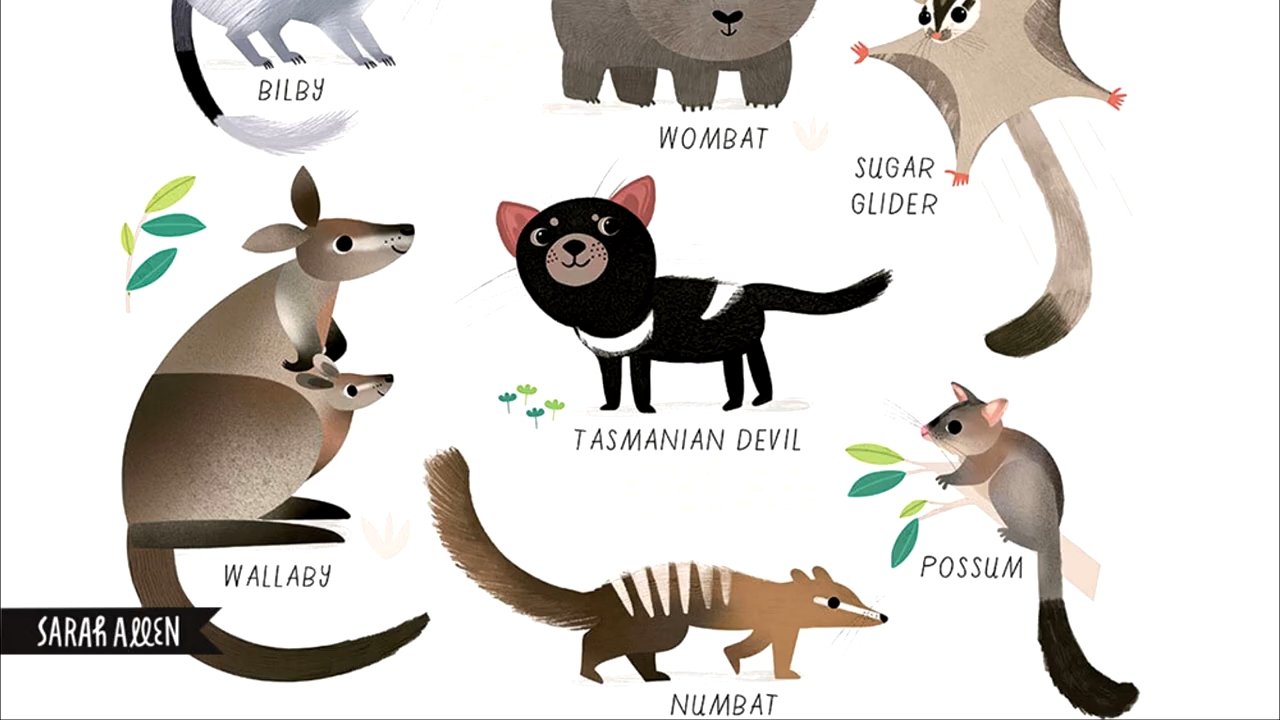 BILBY
WOMBAT
SUGAR
GLIDER
TASMANIAN DEVIL
POSSUM
WALLABY
SARAH ALLEN
NUMBAT